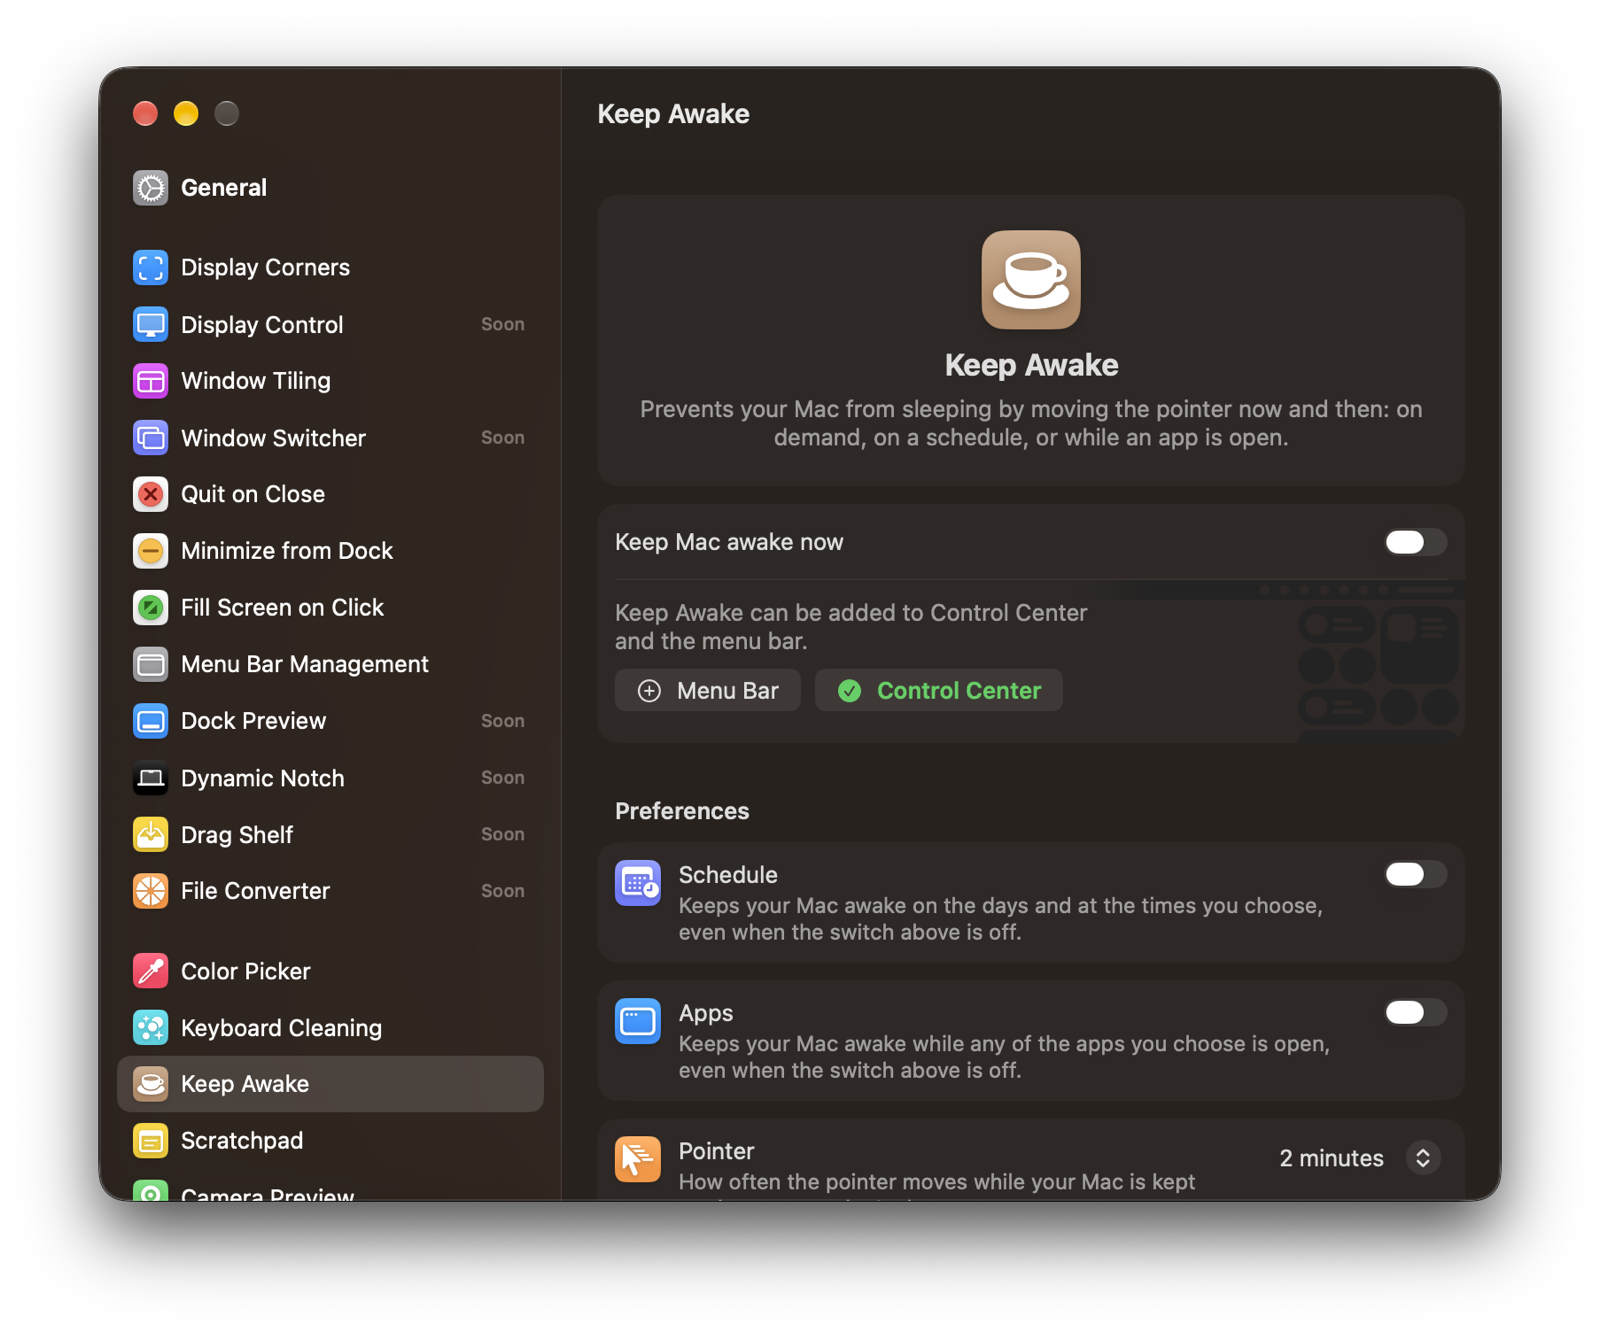 Keep Awake
General
Display Corners
Display Control Soon
Window Tiling
Window Switcher Soon
Quit on Close
Minimize from Dock
Fill Screen on Click
Menu Bar Management
Dock Preview Soon
Dynamic Notch Soon
Drag Shelf Soon
File Converter Soon
Color Picker
Keyboard Cleaning
Keep Awake
Scratchpad
Camera Preview
Keep Awake
Prevents your Mac from sleeping by moving the pointer now and then: on
demand, on a schedule, or while an app is open.
Keep Mac awake now
Keep Awake can be added to Control Center
and the menu bar.
Menu Bar Control Center
Preferences
Schedule
Keeps your Mac awake on the days and at the times you choose,
even when the switch above is off.
Apps
Keeps your Mac awake while any of the apps you choose is open,
even when the switch above is off.
Pointer 2 minutes
How often the pointer moves while your Mac is kept